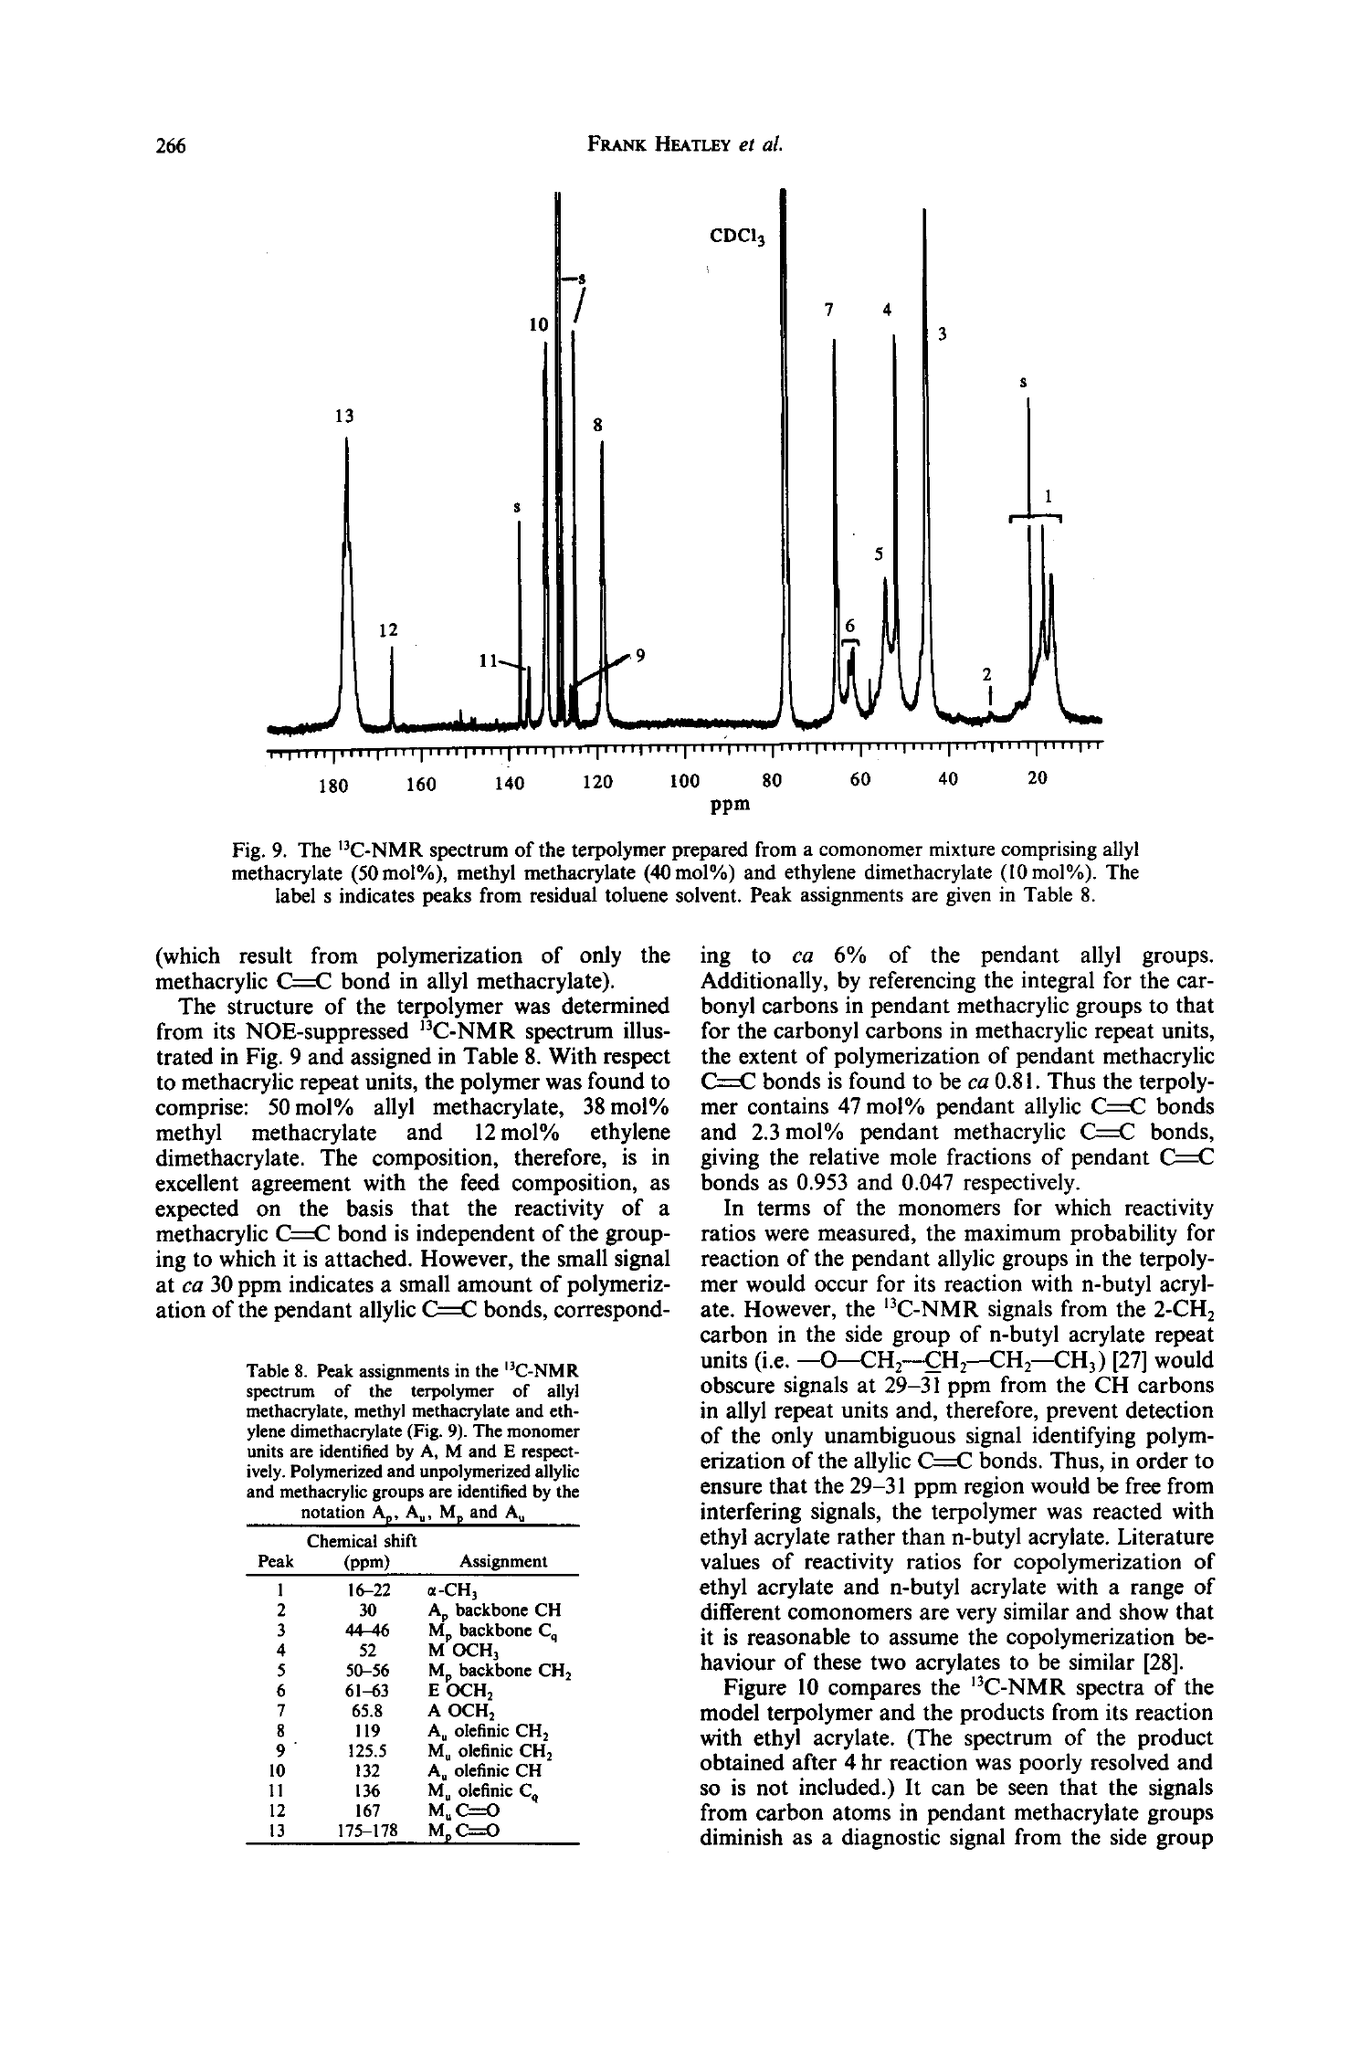 266
FRANK HEATLEY et al.
CDCl₃
s
10
7
4
3
s
13
8
1
s
5
12
6
11
9
2
180 160 140 120 100 80 60 40 20
ppm
Fig. 9. The ¹³C-NMR spectrum of the terpolymer prepared from a comonomer mixture comprising allyl
methacrylate (50 mol%), methyl methacrylate (40 mol%) and ethylene dimethacrylate (10 mol%). The
label s indicates peaks from residual toluene solvent. Peak assignments are given in Table 8.
(which result from polymerization of only the
methacrylic C=C bond in allyl methacrylate).
The structure of the terpolymer was determined
from its NOE-suppressed ¹³C-NMR spectrum illus-
trated in Fig. 9 and assigned in Table 8. With respect
to methacrylic repeat units, the polymer was found to
comprise: 50 mol% allyl methacrylate, 38 mol%
methyl methacrylate and 12 mol% ethylene
dimethacrylate. The composition, therefore, is in
excellent agreement with the feed composition, as
expected on the basis that the reactivity of a
methacrylic C=C bond is independent of the group-
ing to which it is attached. However, the small signal
at ca 30 ppm indicates a small amount of polymeriz-
ation of the pendant allylic C=C bonds, correspond-
Table 8. Peak assignments in the ¹³C-NMR
spectrum of the terpolymer of allyl
methacrylate, methyl methacrylate and eth-
ylene dimethacrylate (Fig. 9). The monomer
units are identified by A, M and E respect-
ively. Polymerized and unpolymerized allylic
and methacrylic groups are identified by the
notation Aₚ, Aᵤ, Mₚ and Aᵤ
Chemical shift
Peak (ppm) Assignment
1 16–22 α-CH₃
2 30 Aₚ backbone CH
3 44–46 Mₚ backbone C_q
4 52 M OCH₃
5 50–56 Mₚ backbone CH₂
6 61–63 E OCH₂
7 65.8 A OCH₂
8 119 Aᵤ olefinic CH₂
9 125.5 Mᵤ olefinic CH₂
10 132 Aᵤ olefinic CH
11 136 Mᵤ olefinic C_q
12 167 Mᵤ C=O
13 175–178 Mₚ C=O
ing to ca 6% of the pendant allyl groups.
Additionally, by referencing the integral for the car-
bonyl carbons in pendant methacrylic groups to that
for the carbonyl carbons in methacrylic repeat units,
the extent of polymerization of pendant methacrylic
C=C bonds is found to be ca 0.81. Thus the terpoly-
mer contains 47 mol% pendant allylic C=C bonds
and 2.3 mol% pendant methacrylic C=C bonds,
giving the relative mole fractions of pendant C=C
bonds as 0.953 and 0.047 respectively.
In terms of the monomers for which reactivity
ratios were measured, the maximum probability for
reaction of the pendant allylic groups in the terpoly-
mer would occur for its reaction with n-butyl acryl-
ate. However, the ¹³C-NMR signals from the 2-CH₂
carbon in the side group of n-butyl acrylate repeat
units (i.e. —O—CH₂—CH₂—CH₂—CH₃) [27] would
obscure signals at 29–31 ppm from the CH carbons
in allyl repeat units and, therefore, prevent detection
of the only unambiguous signal identifying polym-
erization of the allylic C=C bonds. Thus, in order to
ensure that the 29–31 ppm region would be free from
interfering signals, the terpolymer was reacted with
ethyl acrylate rather than n-butyl acrylate. Literature
values of reactivity ratios for copolymerization of
ethyl acrylate and n-butyl acrylate with a range of
different comonomers are very similar and show that
it is reasonable to assume the copolymerization be-
haviour of these two acrylates to be similar [28].
Figure 10 compares the ¹³C-NMR spectra of the
model terpolymer and the products from its reaction
with ethyl acrylate. (The spectrum of the product
obtained after 4 hr reaction was poorly resolved and
so is not included.) It can be seen that the signals
from carbon atoms in pendant methacrylate groups
diminish as a diagnostic signal from the side group